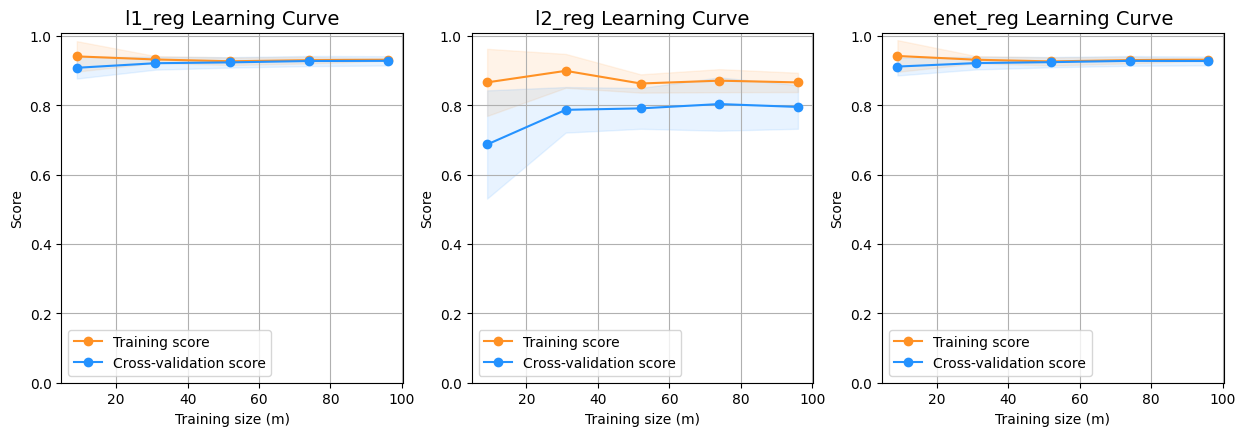 l1_reg Learning Curve
1.0
0.8
0.6
0.4
0.2
0.0
Score
Training score
Cross-validation score
20 40 60 80 100
Training size (m)
l2_reg Learning Curve
1.0
0.8
0.6
0.4
0.2
0.0
Score
Training score
Cross-validation score
20 40 60 80 100
Training size (m)
enet_reg Learning Curve
1.0
0.8
0.6
0.4
0.2
0.0
Score
Training score
Cross-validation score
20 40 60 80 100
Training size (m)